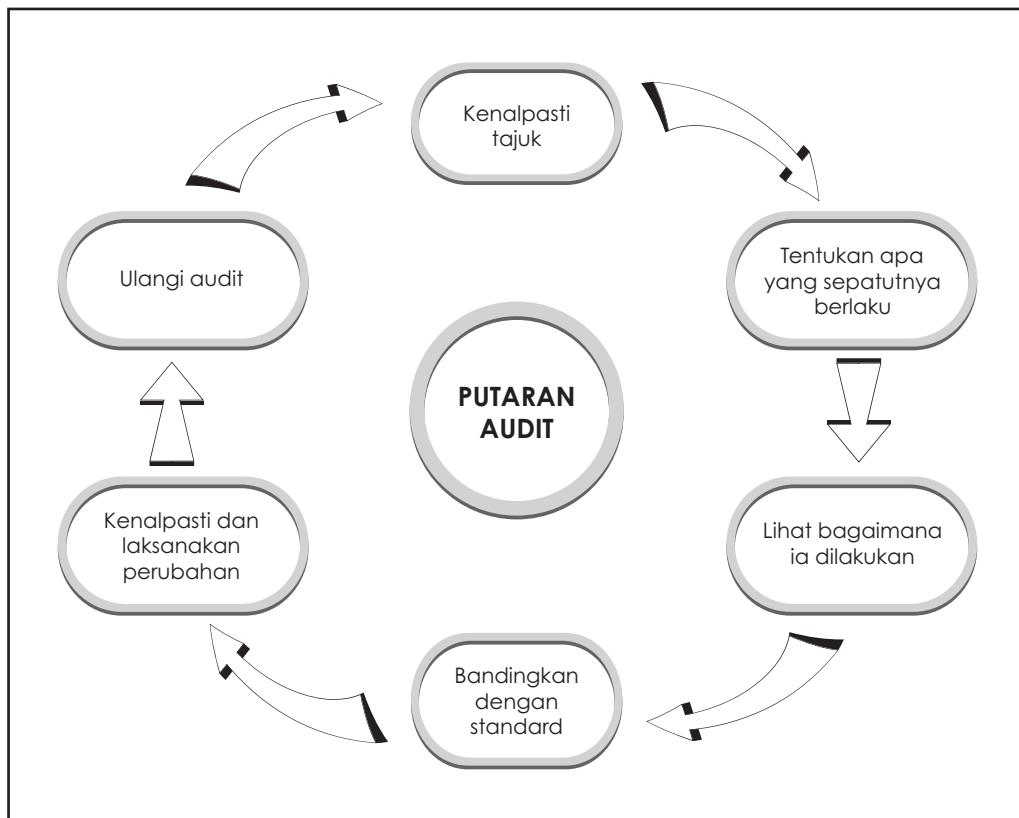 Kenalpasti
tajuk
Tentukan apa
yang sepatutnya
berlaku
Lihat bagaimana
ia dilakukan
Bandingkan
dengan
standard
Kenalpasti dan
laksanakan
perubahan
Ulangi audit
PUTARAN
AUDIT